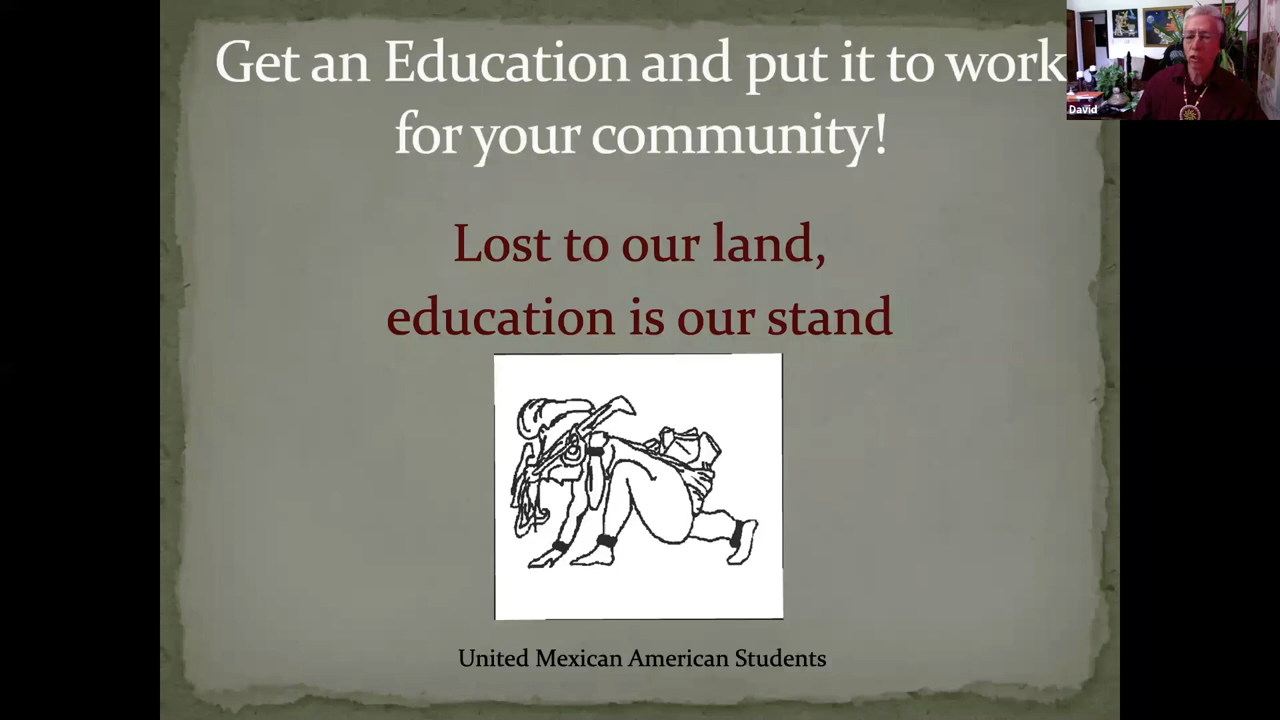 Get an Education and put it to work
for your community!
David
Lost to our land,
education is our stand
United Mexican American Students